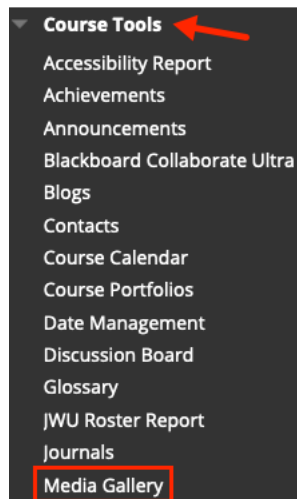 Course Tools
Accessibility Report
Achievements
Announcements
Blackboard Collaborate Ultra
Blogs
Contacts
Course Calendar
Course Portfolios
Date Management
Discussion Board
Glossary
JWU Roster Report
Journals
Media Gallery